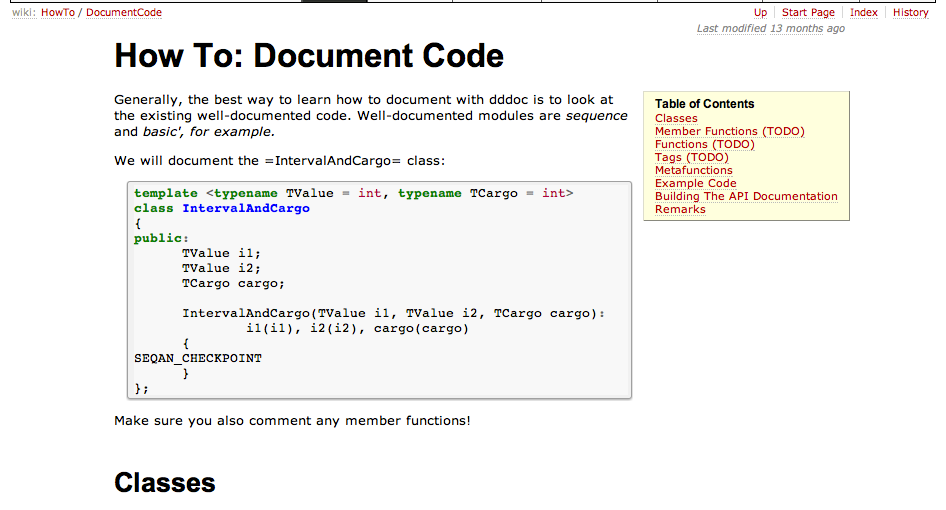 wiki: HowTo / DocumentCode
Up Start Page Index History
Last modified 13 months ago
How To: Document Code
Generally, the best way to learn how to document with dddoc is to look at
the existing well-documented code. Well-documented modules are sequence
and basic', for example.
We will document the =IntervalAndCargo= class:
template <typename TValue = int, typename TCargo = int>
class IntervalAndCargo
{
public:
TValue i1;
TValue i2;
TCargo cargo;
IntervalAndCargo(TValue i1, TValue i2, TCargo cargo):
i1(i1), i2(i2), cargo(cargo)
{
SEQAN_CHECKPOINT
}
};
Make sure you also comment any member functions!
Classes
Table of Contents
Classes
Member Functions (TODO)
Functions (TODO)
Tags (TODO)
Metafunctions
Example Code
Building The API Documentation
Remarks